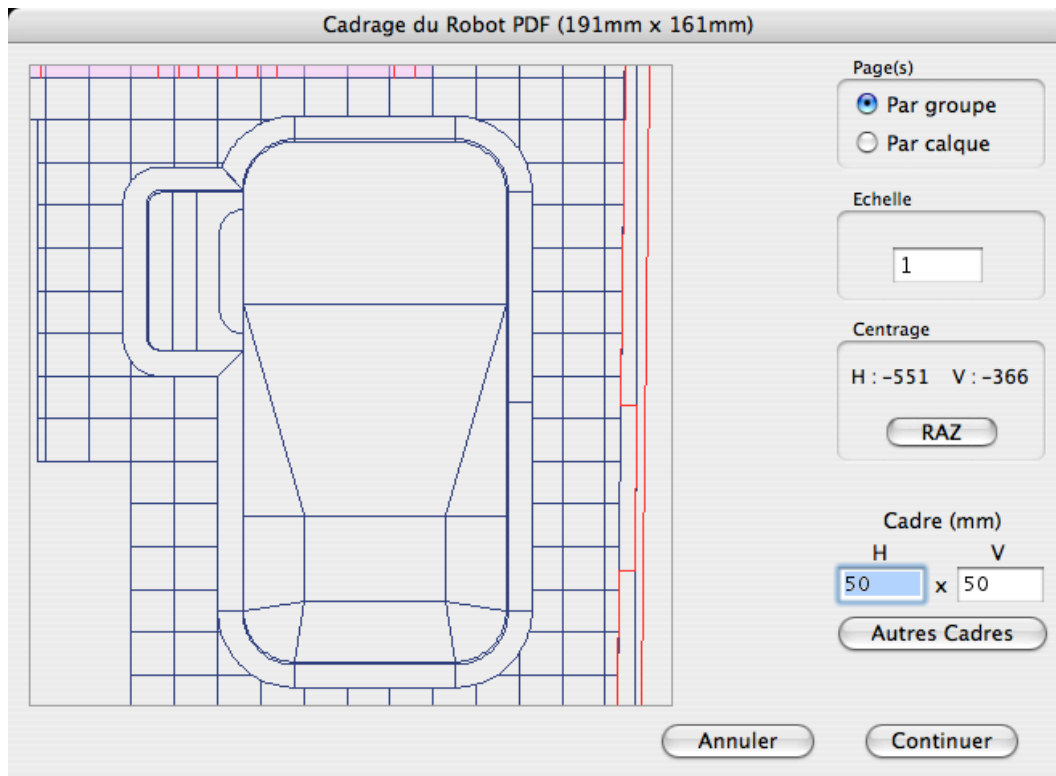 Cadrage du Robot PDF (191mm x 161mm)
Page(s)
Par groupe
Par calque
Echelle
1
Centrage
H : -551 V : -366
RAZ
Cadre (mm)
H V
50 x 50
Autres Cadres
Annuler Continuer